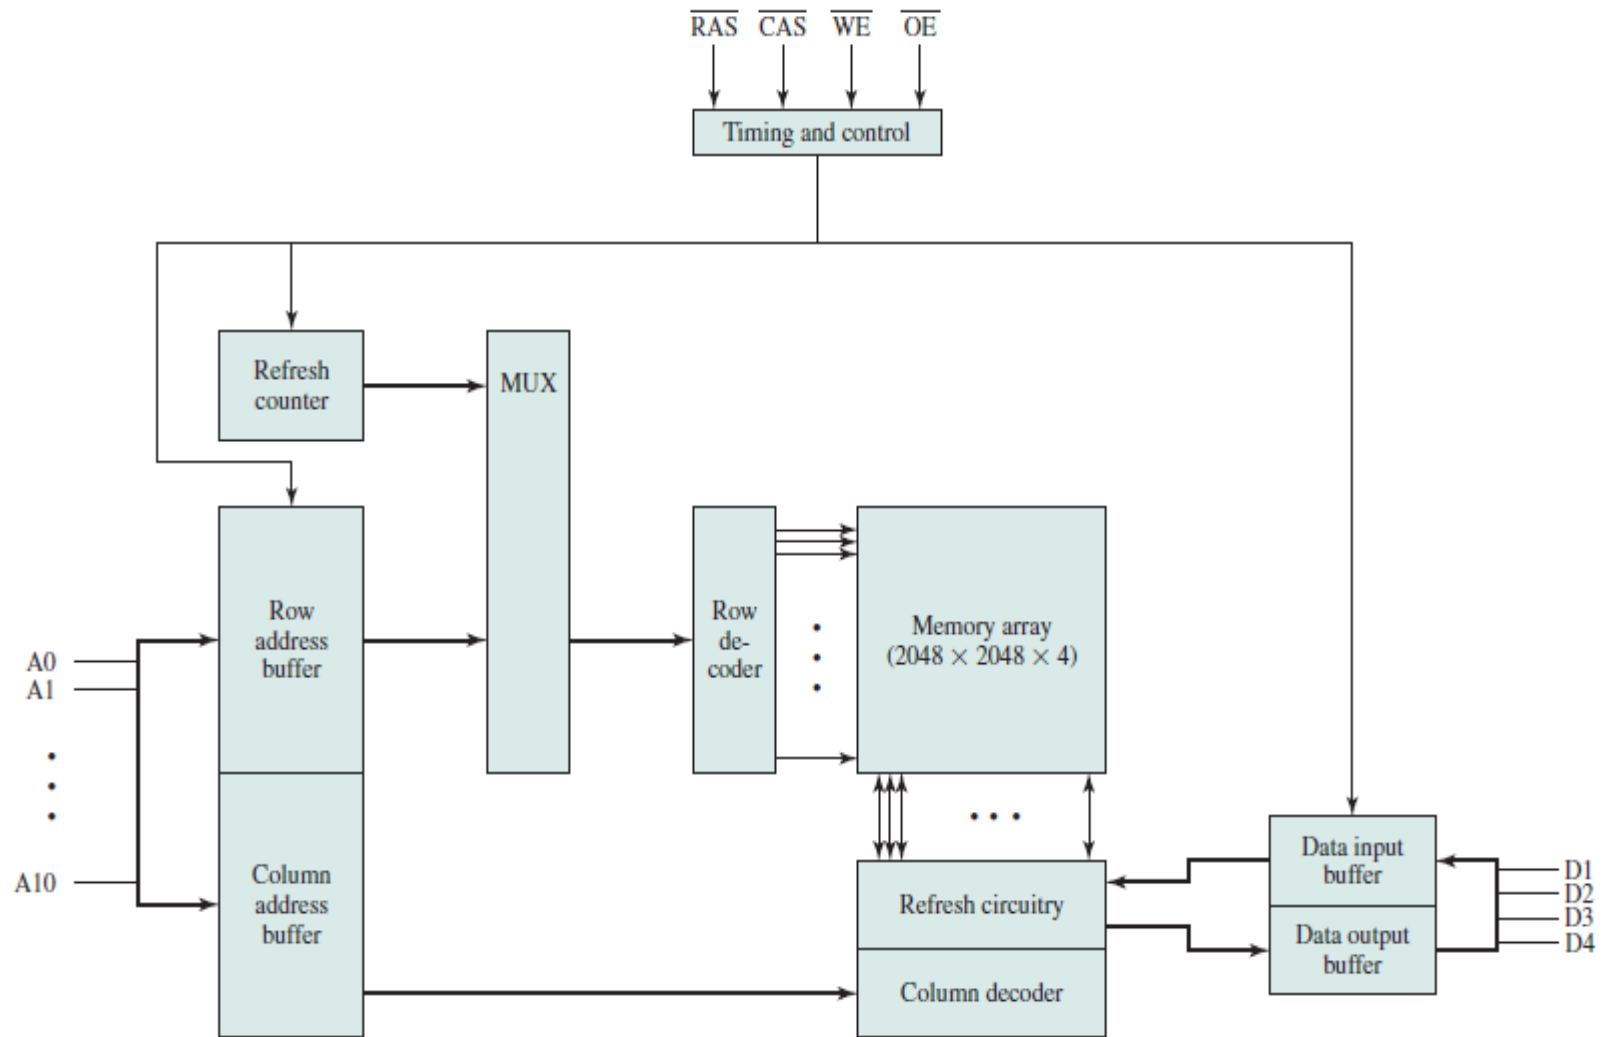 RAS CAS WE OE
Timing and control
Refresh
counter
MUX
Row
address
buffer
Row
de-
coder
Memory array
(2048 × 2048 × 4)
A0
A1
A10
Column
address
buffer
Refresh circuitry
Column decoder
Data input
buffer
Data output
buffer
D1
D2
D3
D4